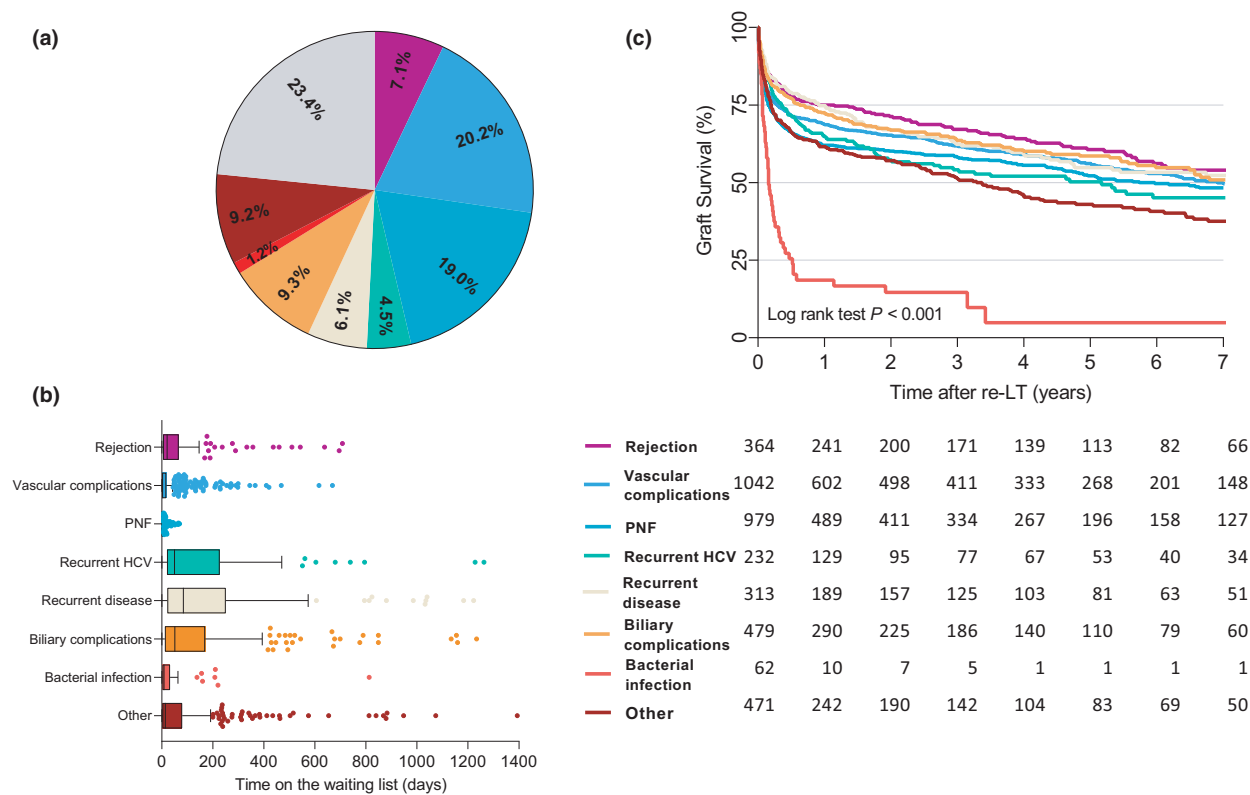 (a)
7.1%
20.2%
19.0%
4.5%
6.1%
9.3%
1.2%
9.2%
23.4%
(b)
Rejection
Vascular complications
PNF
Recurrent HCV
Recurrent disease
Biliary complications
Bacterial infection
Other
0 200 400 600 800 1000 1200 1400
Time on the waiting list (days)
(c)
Graft Survival (%)
100
75
50
25
0
Log rank test P < 0.001
0 1 2 3 4 5 6 7
Time after re-LT (years)
Rejection 364 241 200 171 139 113 82 66
Vascular
complications 1042 602 498 411 333 268 201 148
PNF 979 489 411 334 267 196 158 127
Recurrent HCV 232 129 95 77 67 53 40 34
Recurrent
disease 313 189 157 125 103 81 63 51
Biliary
complications 479 290 225 186 140 110 79 60
Bacterial
infection 62 10 7 5 1 1 1 1
Other 471 242 190 142 104 83 69 50